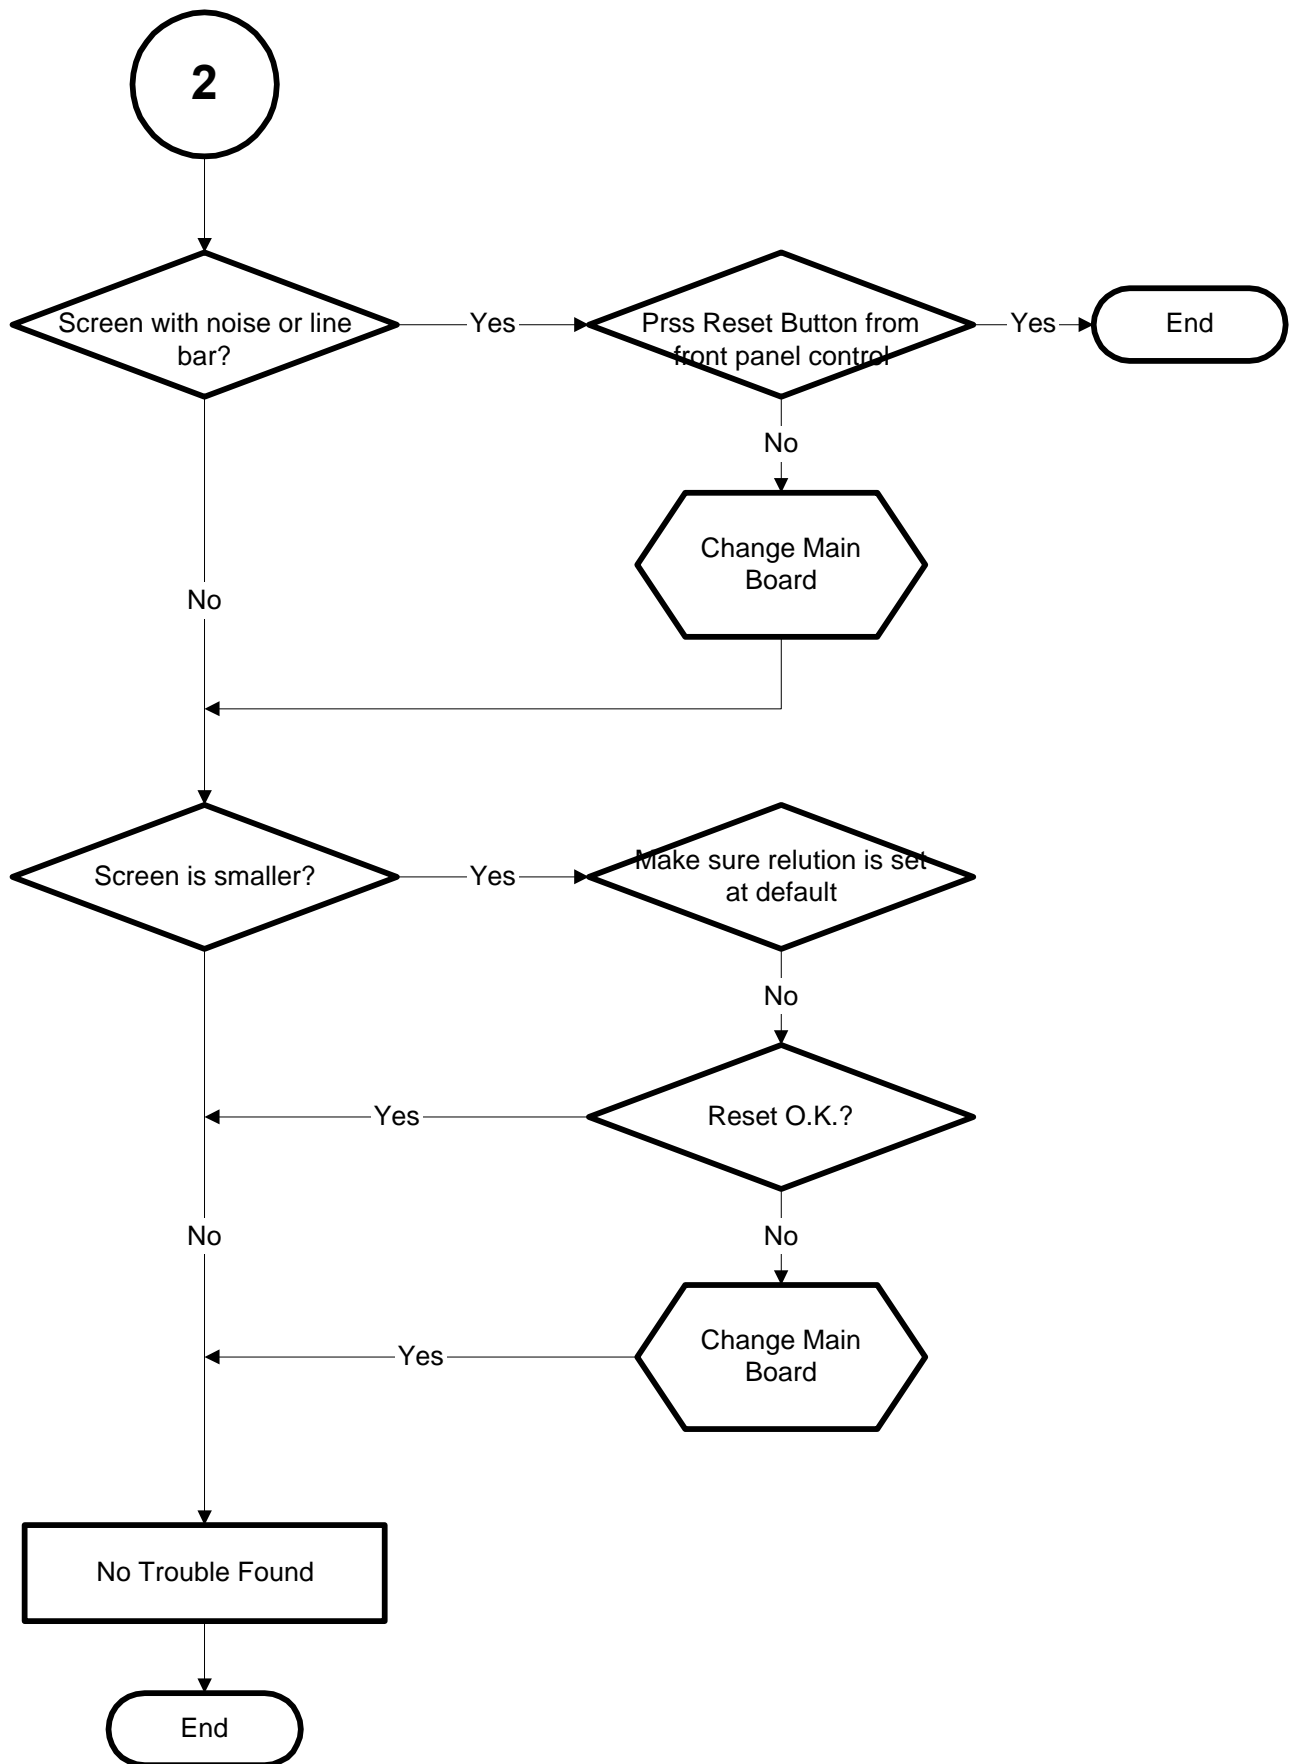 2
Screen with noise or line
bar?
Yes
Prss Reset Button from
front panel control
Yes
End
No
Change Main
Board
No
Screen is smaller?
Yes
Make sure relution is set
at default
No
Reset O.K.?
Yes
No
No
Change Main
Board
Yes
No Trouble Found
End